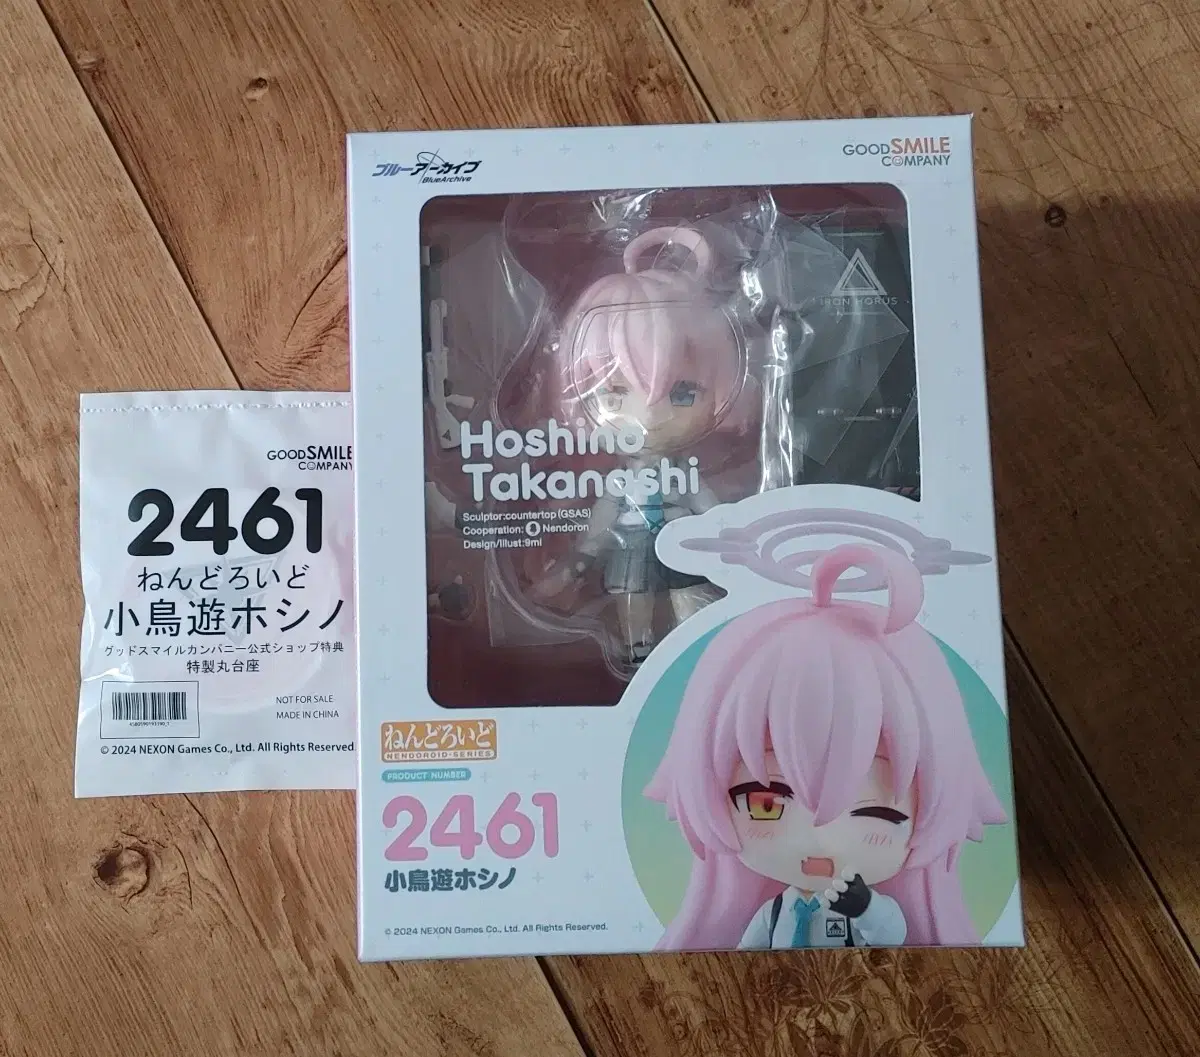 GOOD SMILE
COMPANY
2461
ねんどろいど
小鳥遊ホシノ
グッドスマイルカンパニー公式ショップ特典
特製丸台座
NOT FOR SALE
MADE IN CHINA
© 2024 NEXON Games Co., Ltd. All Rights Reserved.
ブルーアーカイブ
BlueArchive
GOOD SMILE
COMPANY
IRON HORUS
Hoshino
Takanashi
Sculptor:countertop (GSAS)
Cooperation: Nendoron
Design/Illust:9ml
ねんどろいど
NENDOROID-SERIES
PRODUCT NUMBER
2461
小鳥遊ホシノ
© 2024 NEXON Games Co., Ltd. All Rights Reserved.